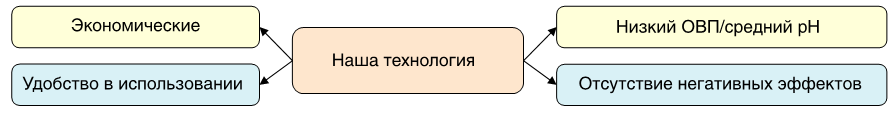 Экономические
Удобство в использовании
Наша технология
Низкий ОВП/средний pH
Отсутствие негативных эффектов